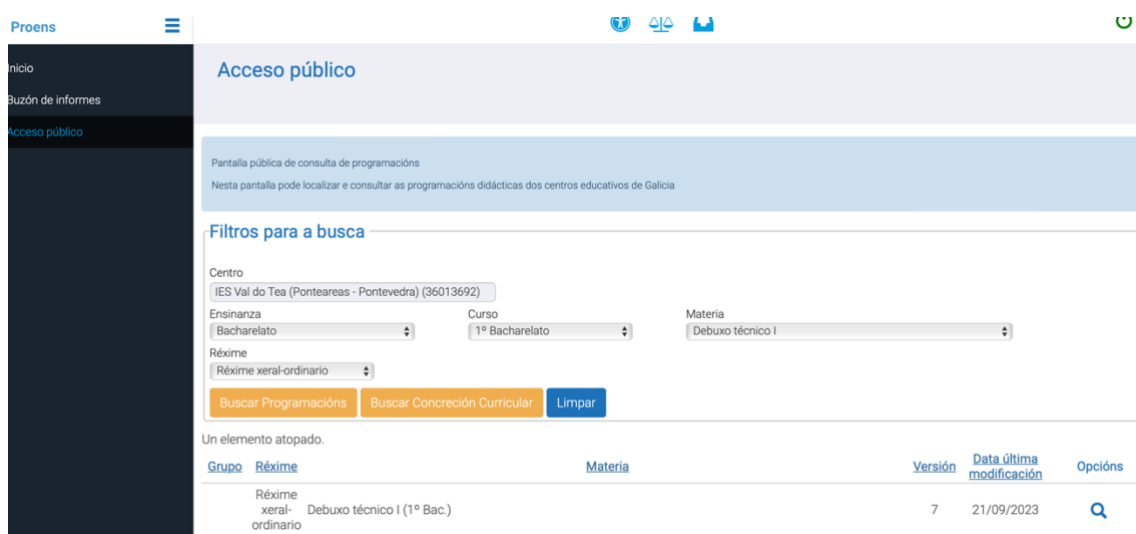 Proens
Inicio
Buzón de informes
Acceso público
Acceso público
Pantalla pública de consulta de programacións
Nesta pantalla pode localizar e consultar as programacións didácticas dos centros educativos de Galicia
Filtros para a busca
Centro
IES Val do Tea (Ponteareas - Pontevedra) (36013692)
Ensinanza Curso Materia
Bacharelato 1º Bacharelato Debuxo técnico I
Réxime
Réxime xeral-ordinario
Buscar Programacións Buscar Concreción Curricular Limpar
Un elemento atopado.
Grupo Réxime Materia Versión Data última modificación Opcións
Réxime xeral-ordinario Debuxo técnico I (1º Bac.) 7 21/09/2023